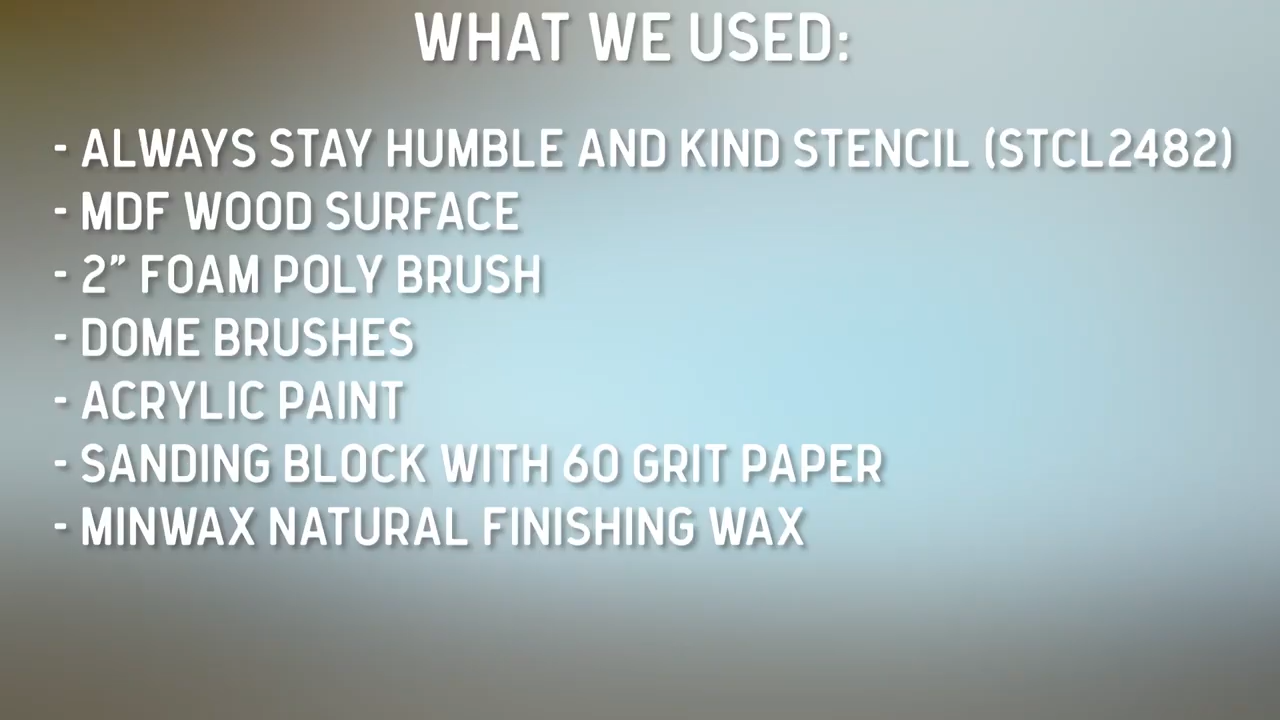 WHAT WE USED:
- ALWAYS STAY HUMBLE AND KIND STENCIL (STCL2482)
- MDF WOOD SURFACE
- 2” FOAM POLY BRUSH
- DOME BRUSHES
- ACRYLIC PAINT
- SANDING BLOCK WITH 60 GRIT PAPER
- MINWAX NATURAL FINISHING WAX